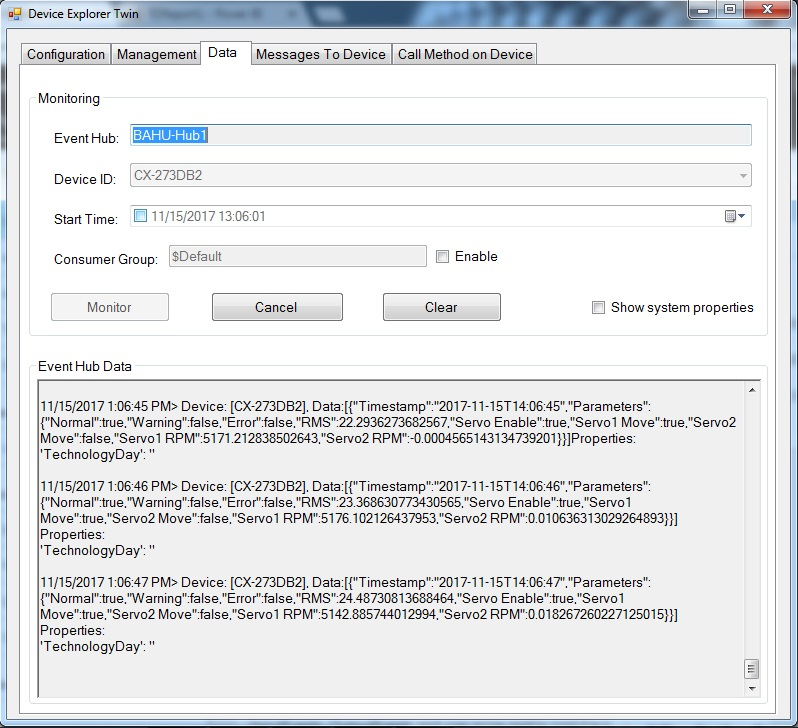 Device Explorer Twin
Configuration Management Data Messages To Device Call Method on Device
Monitoring
Event Hub: BAHU-Hub1
Device ID: CX-273DB2
Start Time: 11/15/2017 13:06:01
Consumer Group: $Default Enable
Monitor Cancel Clear Show system properties
Event Hub Data
11/15/2017 1:06:45 PM> Device: [CX-273DB2], Data:[{"Timestamp":"2017-11-15T14:06:45","Parameters":
{"Normal":true,"Warning":false,"Error":false,"RMS":22.2936273682567,"Servo Enable":true,"Servo1 Move":true,"Servo2
Move":false,"Servo1 RPM":5171.212838502643,"Servo2 RPM":-0.0004565143134739201}}]Properties:
'TechnologyDay': ''
11/15/2017 1:06:46 PM> Device: [CX-273DB2], Data:[{"Timestamp":"2017-11-15T14:06:46","Parameters":
{"Normal":true,"Warning":false,"Error":false,"RMS":23.368630773430565,"Servo Enable":true,"Servo1
Move":true,"Servo2 Move":false,"Servo1 RPM":5176.102126437953,"Servo2 RPM":0.010636313029264893}}]
Properties:
'TechnologyDay': ''
11/15/2017 1:06:47 PM> Device: [CX-273DB2], Data:[{"Timestamp":"2017-11-15T14:06:47","Parameters":
{"Normal":true,"Warning":false,"Error":false,"RMS":24.48730813688464,"Servo Enable":true,"Servo1
Move":true,"Servo2 Move":false,"Servo1 RPM":5142.885744012994,"Servo2 RPM":0.018267260227125015}}]
Properties:
'TechnologyDay': ''